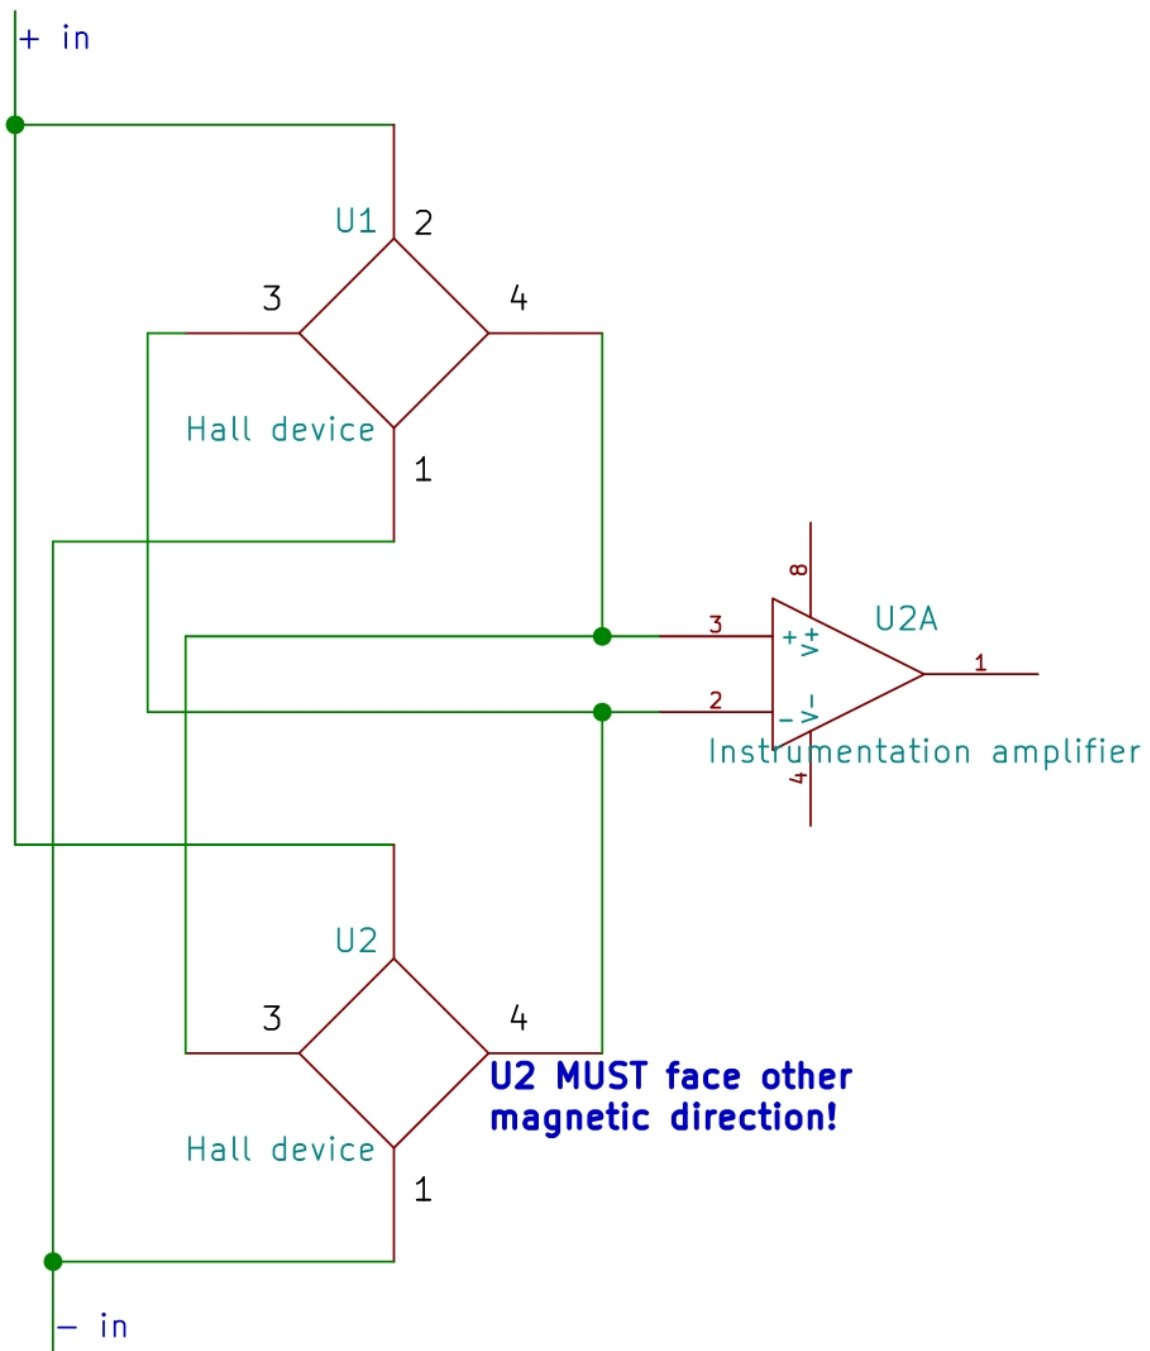 + in
U1
2
3
4
Hall device
1
8
U2A
3
+
V+
1
2
-
V-
Instrumentation amplifier
4
U2
3
4
U2 MUST face other
magnetic direction!
Hall device
1
- in